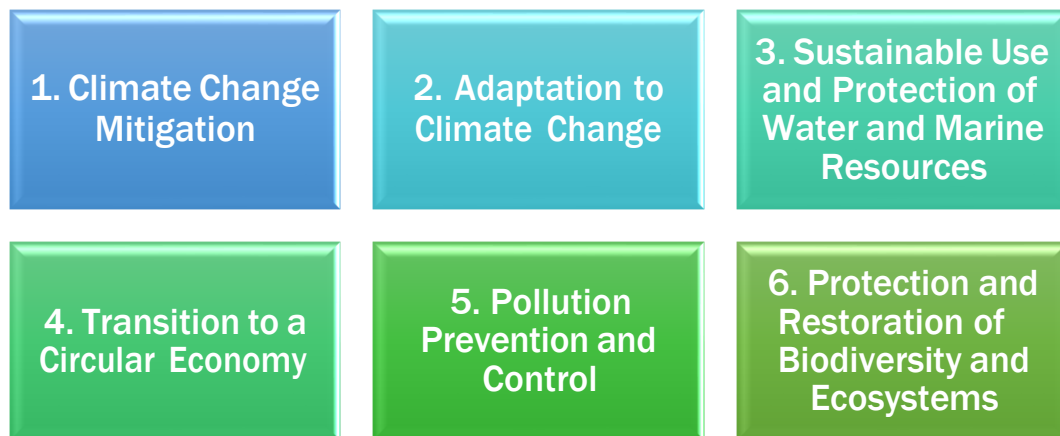 1. Climate Change
Mitigation
2. Adaptation to
Climate Change
3. Sustainable Use
and Protection of
Water and Marine
Resources
4. Transition to a
Circular Economy
5. Pollution
Prevention and
Control
6. Protection and
Restoration of
Biodiversity and
Ecosystems